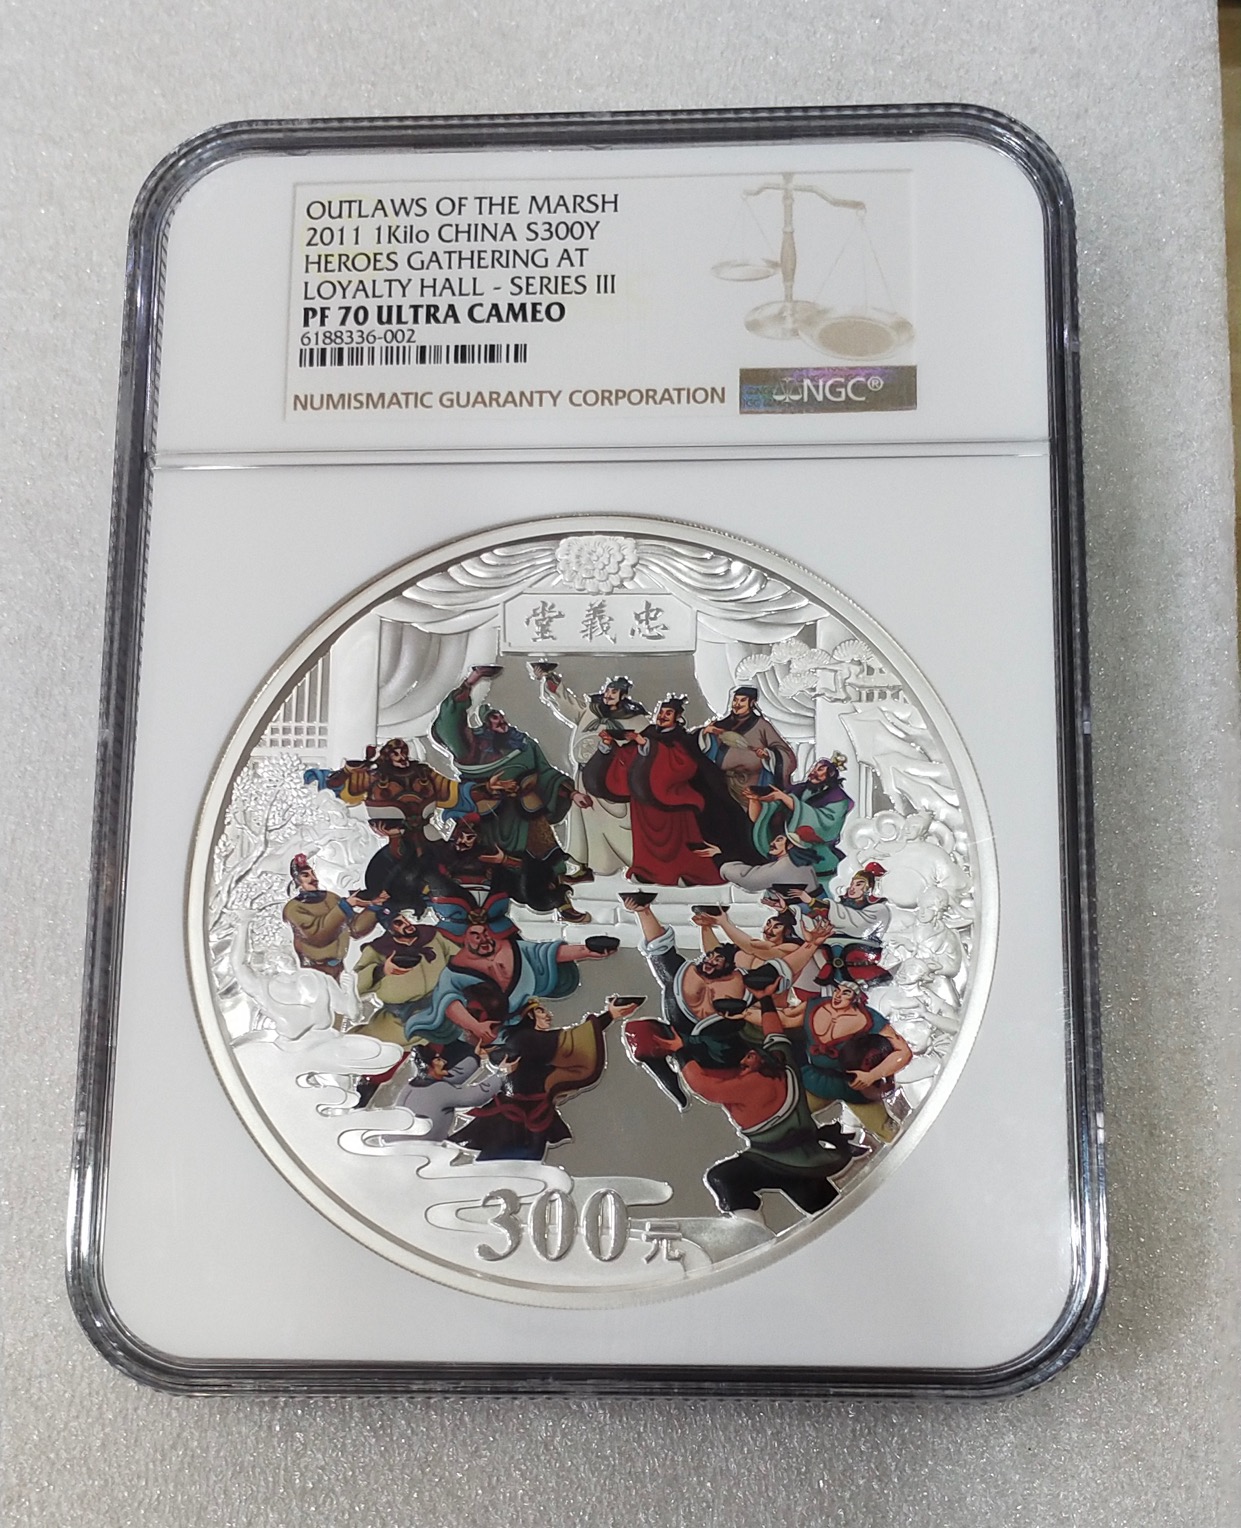 OUTLAWS OF THE MARSH
2011 1Kilo CHINA S300Y
HEROES GATHERING AT
LOYALTY HALL - SERIES III
PF 70 ULTRA CAMEO
6188336-002
NUMISMATIC GUARANTY CORPORATION
NGC®
堂義忠
300元